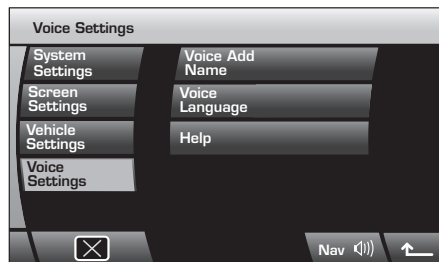 Voice Settings
System
Settings
Screen
Settings
Vehicle
Settings
Voice
Settings
Voice Add
Name
Voice
Language
Help
Nav